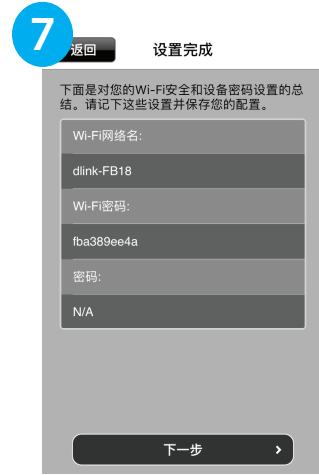 7
返回 设置完成
下面是对您的Wi-Fi安全和设备密码设置的总
结。请记下这些设置并保存您的配置。
Wi-Fi网络名:
dlink-FB18
Wi-Fi密码:
fba389ee4a
密码:
N/A
下一步